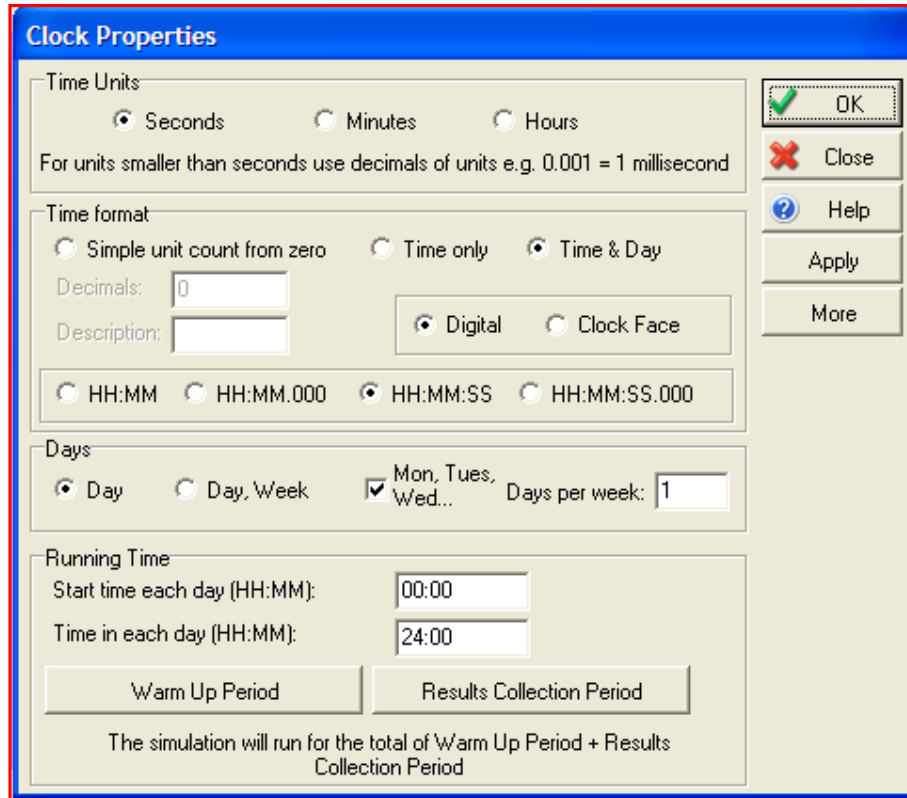 Clock Properties
Time Units
Seconds Minutes Hours
For units smaller than seconds use decimals of units e.g. 0.001 = 1 millisecond
OK
Close
Help
Apply
More
Time format
Simple unit count from zero Time only Time & Day
Decimals: 0
Description:
Digital Clock Face
HH:MM HH:MM.000 HH:MM:SS HH:MM:SS.000
Days
Day Day, Week Mon, Tues,
Wed... Days per week: 1
Running Time
Start time each day (HH:MM): 00:00
Time in each day (HH:MM): 24:00
Warm Up Period Results Collection Period
The simulation will run for the total of Warm Up Period + Results
Collection Period